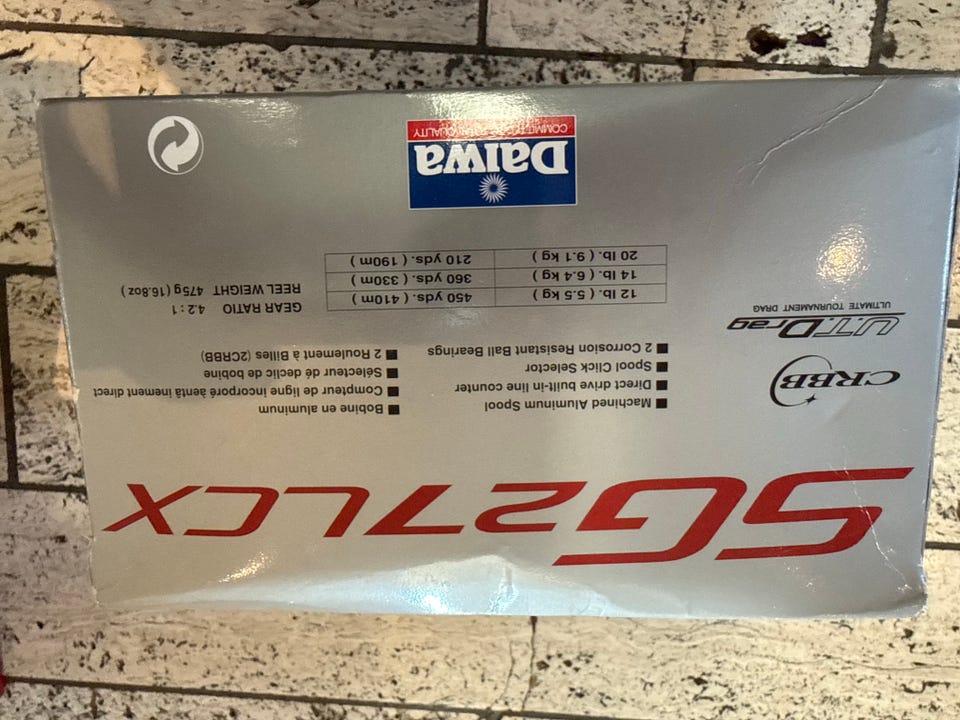 SG27LCX
■ Machined Aluminum Spool
■ Direct drive built-in line counter
■ Spool Click Selector
■ 2 Corrosion Resistant Ball Bearings
■ Bobine en aluminum
■ Compteur de ligne incorporé àentà înement direct
■ Sélecteur dé declic de bobine
■ 2 Roulement à Billes (2CRBB)
CRBB
U.T.Drag
ULTIMATE TOURNAMENT DRAG
12 lb. ( 5.5 kg ) 450 yds. ( 410m )
14 lb. ( 6.4 kg ) 360 yds. ( 330m )
20 lb. ( 9.1 kg ) 210 yds. ( 190m )
GEAR RATIO 4.2 : 1
REEL WEIGHT 475g (16.8oz)
Daiwa
QUALITY